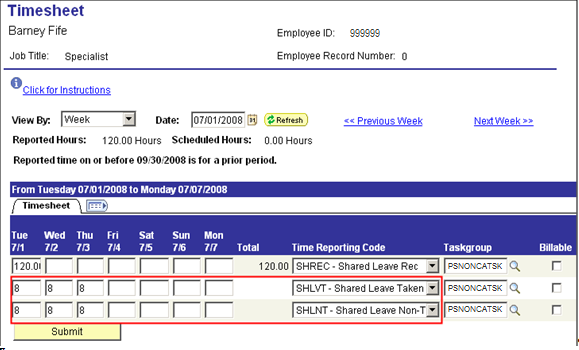 Timesheet
Barney Fife
Employee ID: 999999
Job Title: Specialist
Employee Record Number: 0
Click for Instructions
View By: Week Date: 07/01/2008 Refresh << Previous Week Next Week >>
Reported Hours: 120.00 Hours Scheduled Hours: 0.00 Hours
Reported time on or before 09/30/2008 is for a prior period.
From Tuesday 07/01/2008 to Monday 07/07/2008
Timesheet
Tue Wed Thu Fri Sat Sun Mon
7/1 7/2 7/3 7/4 7/5 7/6 7/7 Total Time Reporting Code Taskgroup Billable
120.0 120.00 SHREC - Shared Leave Rec PSNONCATSK
8 8 8 SHLVT - Shared Leave Taken PSNONCATSK
8 8 8 SHLNT - Shared Leave Non-T PSNONCATSK
Submit